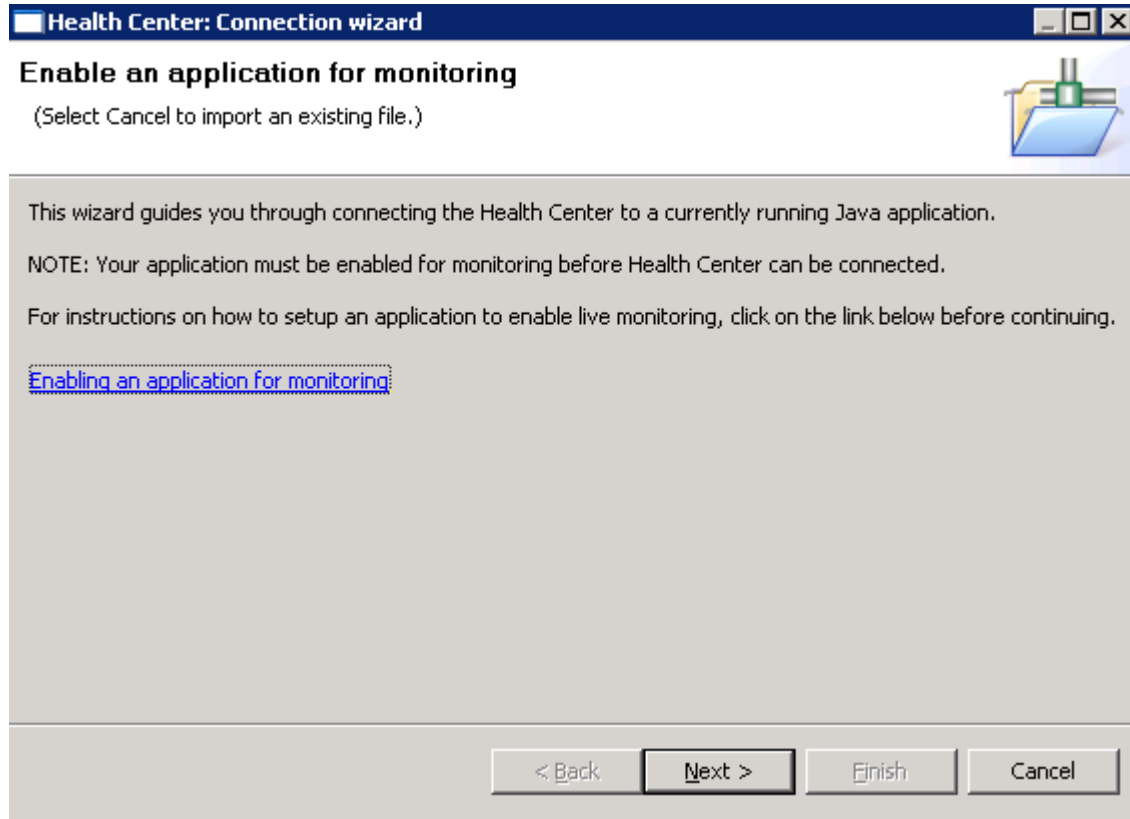 Health Center: Connection wizard
Enable an application for monitoring
(Select Cancel to import an existing file.)
This wizard guides you through connecting the Health Center to a currently running Java application.
NOTE: Your application must be enabled for monitoring before Health Center can be connected.
For instructions on how to setup an application to enable live monitoring, click on the link below before continuing.
Enabling an application for monitoring
< Back Next > Finish Cancel